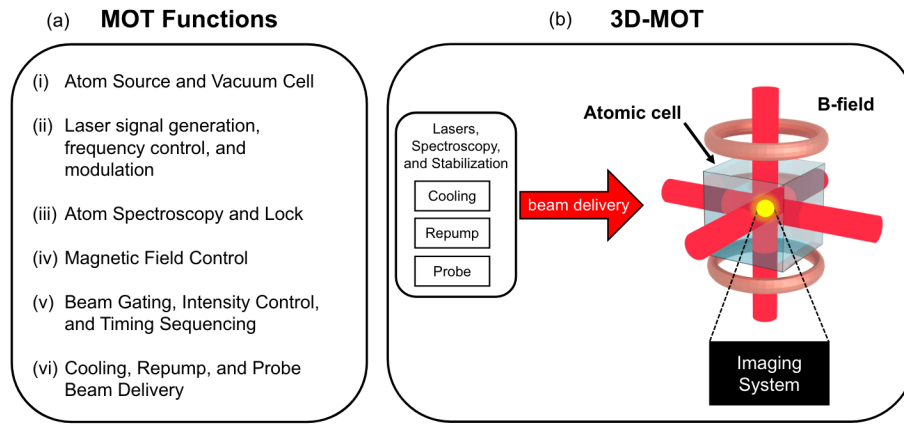 (a) MOT Functions
(i) Atom Source and Vacuum Cell
(ii) Laser signal generation,
frequency control, and
modulation
(iii) Atom Spectroscopy and Lock
(iv) Magnetic Field Control
(v) Beam Gating, Intensity Control,
and Timing Sequencing
(vi) Cooling, Repump, and Probe
Beam Delivery
(b) 3D-MOT
Lasers,
Spectroscopy,
and Stabilization
Cooling
Repump
Probe
beam delivery
Atomic cell
B-field
Imaging
System